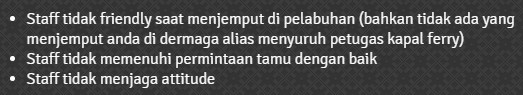 • Staff tidak friendly saat menjemput di pelabuhan (bahkan tidak ada yang
menjemput anda di dermaga alias menyuruh petugas kapal ferry)
• Staff tidak memenuhi permintaan tamu dengan baik
• Staff tidak menjaga attitude